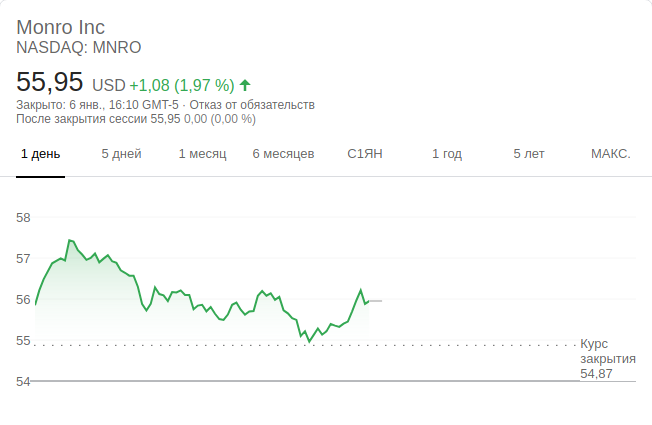 Monro Inc
NASDAQ: MNRO
55,95 USD +1,08 (1,97 %)
Закрыто: 6 янв., 16:10 GMT-5 · Отказ от обязательств
После закрытия сессии 55,95 0,00 (0,00 %)
1 день 5 дней 1 месяц 6 месяцев С1ЯН 1 год 5 лет МАКС.
58
57
56
55
Курс
закрытия
54,87
54